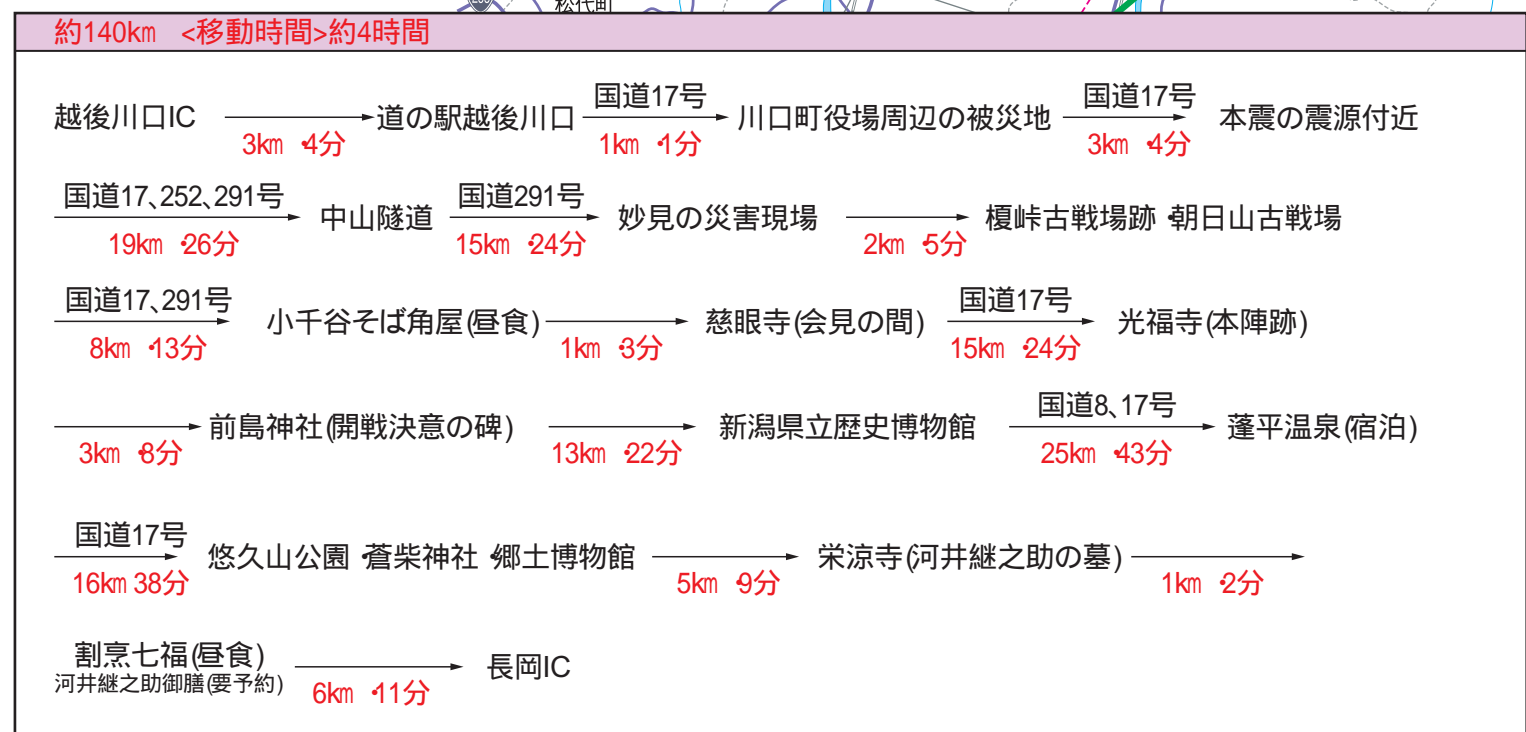 松代町
約140km <移動時間>約4時間
国道17号 国道17号
越後川口IC 道の駅越後川口 川口町役場周辺の被災地 本震の震源付近
3km・4分 1km・1分 3km・4分
国道17、252、291号 国道291号
中山隧道 妙見の災害現場 榎峠古戦場跡・朝日山古戦場
19km・26分 15km・24分 2km・5分
国道17、291号 国道17号
小千谷そば角屋(昼食) 慈眼寺(会見の間) 光福寺(本陣跡)
8km・13分 1km・3分 15km・24分
国道8、17号
前島神社(開戦決意の碑) 新潟県立歴史博物館 蓬平温泉(宿泊)
3km・8分 13km・22分 25km・43分
国道17号
悠久山公園・蒼柴神社・郷土博物館 栄涼寺(河井継之助の墓)
16km 38分 5km・9分 1km・2分
割烹七福(昼食) 長岡IC
河井継之助御膳(要予約) 6km・11分